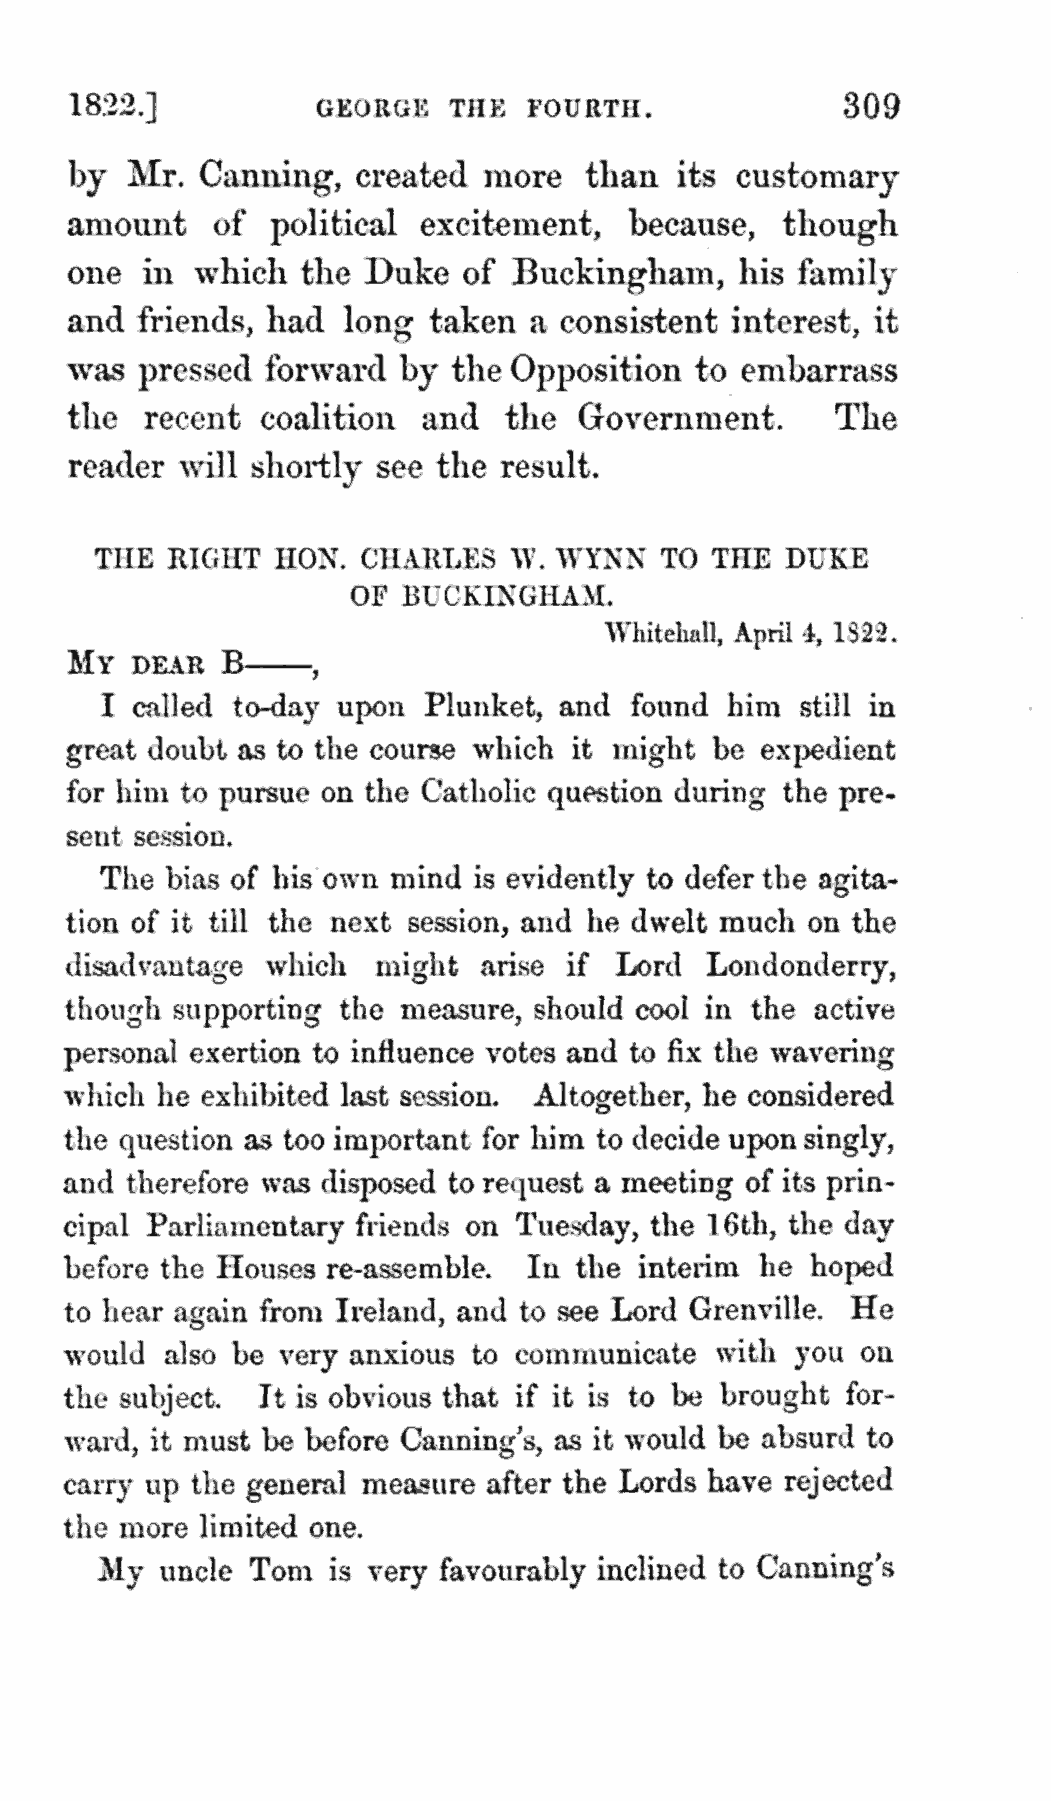 1822.] GEORGE THE FOURTH. 309
by Mr. Canning, created more than its customary
amount of political excitement, because, though
one in which the Duke of Buckingham, his family
and friends, had long taken a consistent interest, it
was pressed forward by the Opposition to embarrass
the recent coalition and the Government. The
reader will shortly see the result.
THE RIGHT HON. CHARLES W. WYNN TO THE DUKE
OF BUCKINGHAM.
Whitehall, April 4, 1822.
MY DEAR B——,
I called to-day upon Plunket, and found him still in
great doubt as to the course which it might be expedient
for him to pursue on the Catholic question during the pre-
sent session.
The bias of his own mind is evidently to defer the agita-
tion of it till the next session, and he dwelt much on the
disadvantage which might arise if Lord Londonderry,
though supporting the measure, should cool in the active
personal exertion to influence votes and to fix the wavering
which he exhibited last session. Altogether, he considered
the question as too important for him to decide upon singly,
and therefore was disposed to request a meeting of its prin-
cipal Parliamentary friends on Tuesday, the 16th, the day
before the Houses re-assemble. In the interim he hoped
to hear again from Ireland, and to see Lord Grenville. He
would also be very anxious to communicate with you on
the subject. It is obvious that if it is to be brought for-
ward, it must be before Canning's, as it would be absurd to
carry up the general measure after the Lords have rejected
the more limited one.
My uncle Tom is very favourably inclined to Canning's